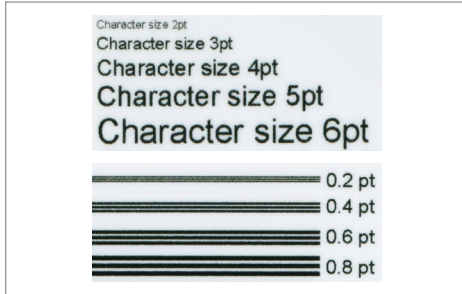 Character size 2pt
Character size 3pt
Character size 4pt
Character size 5pt
Character size 6pt
0.2 pt
0.4 pt
0.6 pt
0.8 pt